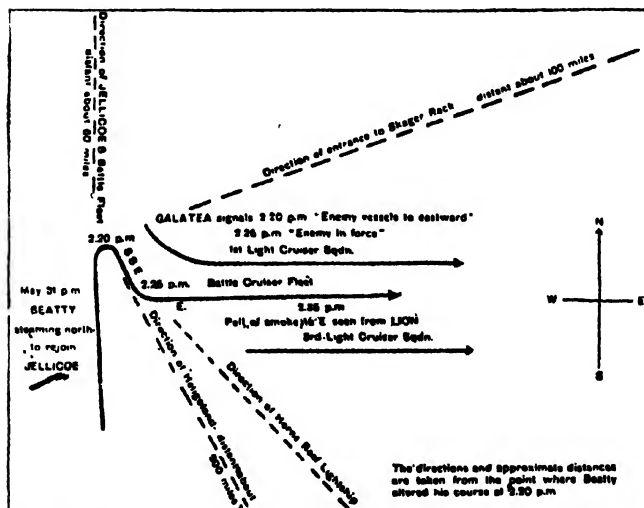 Direction of JELLICOE & Battle Fleet
distant about 60 miles
Direction of entrance to Skager Rack distant about 100 miles
GALATEA signals 2.20 p.m "Enemy vessels to eastward"
2.25 p.m "Enemy in force"
1st Light Cruiser Sqdn.
2.20 p.m
S S E
2.25 p.m. Battle Cruiser Fleet
E.
May 31 p m
BEATTY
steaming north
to rejoin
JELLICOE
2.35 p.m
Pall of smoke to E seen from LION
3rd Light Cruiser Sqdn.
N
W
E
S
Direction of Horns Reef Lightship
Direction of Heligoland distant about
miles
The directions and approximate distances
are taken from the point where Beatty
altered his course at 2.20 p m